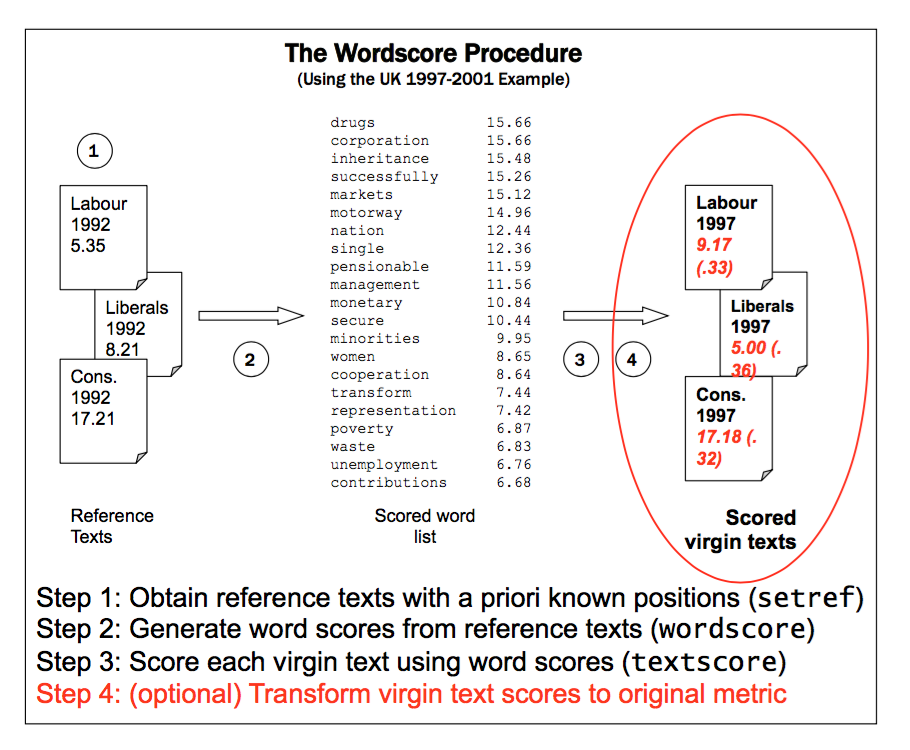 The Wordscore Procedure
(Using the UK 1997-2001 Example)
1
Labour
1992
5.35
Liberals
1992
8.21
Cons.
1992
17.21
Reference
Texts
2
drugs 15.66
corporation 15.66
inheritance 15.48
successfully 15.26
markets 15.12
motorway 14.96
nation 12.44
single 12.36
pensionable 11.59
management 11.56
monetary 10.84
secure 10.44
minorities 9.95
women 8.65
cooperation 8.64
transform 7.44
representation 7.42
poverty 6.87
waste 6.83
unemployment 6.76
contributions 6.68
Scored word
list
3
4
Labour
1997
9.17
(.33)
Liberals
1997
5.00 (.
36)
Cons.
1997
17.18 (.
32)
Scored
virgin texts
Step 1: Obtain reference texts with a priori known positions (setref)
Step 2: Generate word scores from reference texts (wordscore)
Step 3: Score each virgin text using word scores (textscore)
Step 4: (optional) Transform virgin text scores to original metric